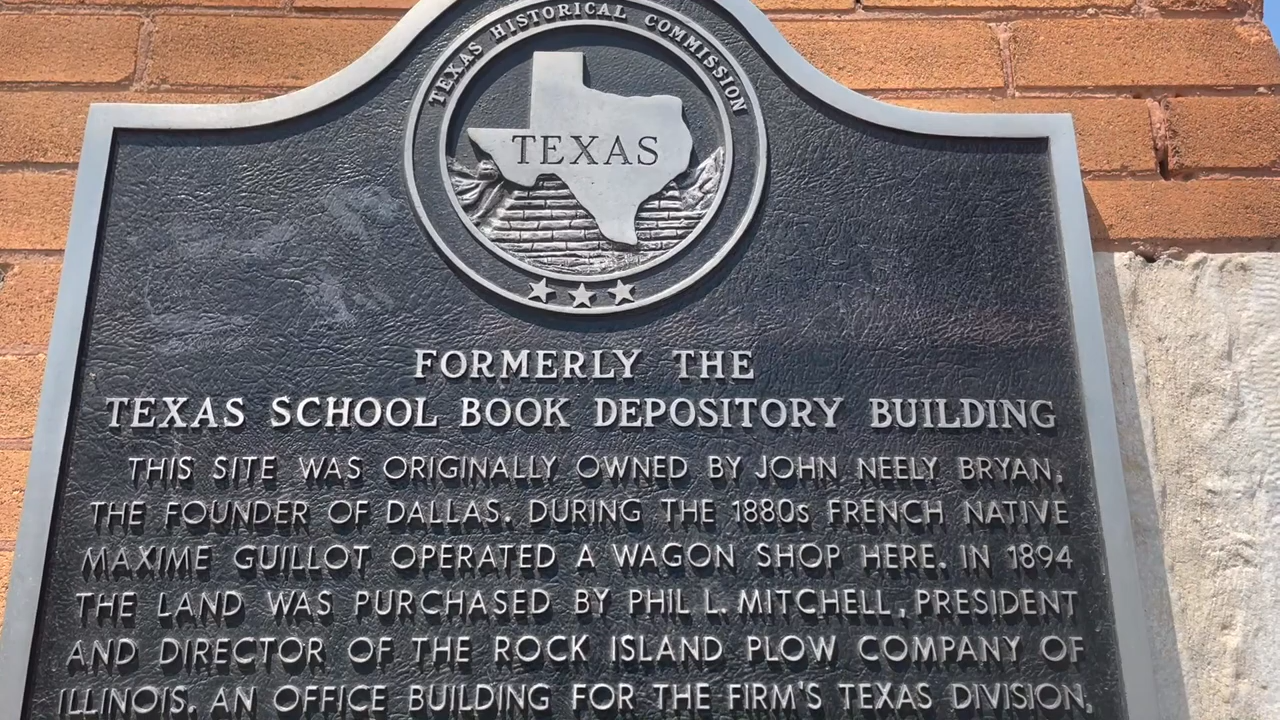 TEXAS HISTORICAL COMMISSION
TEXAS
FORMERLY THE
TEXAS SCHOOL BOOK DEPOSITORY BUILDING
THIS SITE WAS ORIGINALLY OWNED BY JOHN NEELY BRYAN,
THE FOUNDER OF DALLAS. DURING THE 1880s FRENCH NATIVE
MAXIME GUILLOT OPERATED A WAGON SHOP HERE. IN 1894
THE LAND WAS PURCHASED BY PHIL L. MITCHELL, PRESIDENT
AND DIRECTOR OF THE ROCK ISLAND PLOW COMPANY OF
ILLINOIS. AN OFFICE BUILDING FOR THE FIRM'S TEXAS DIVISION,